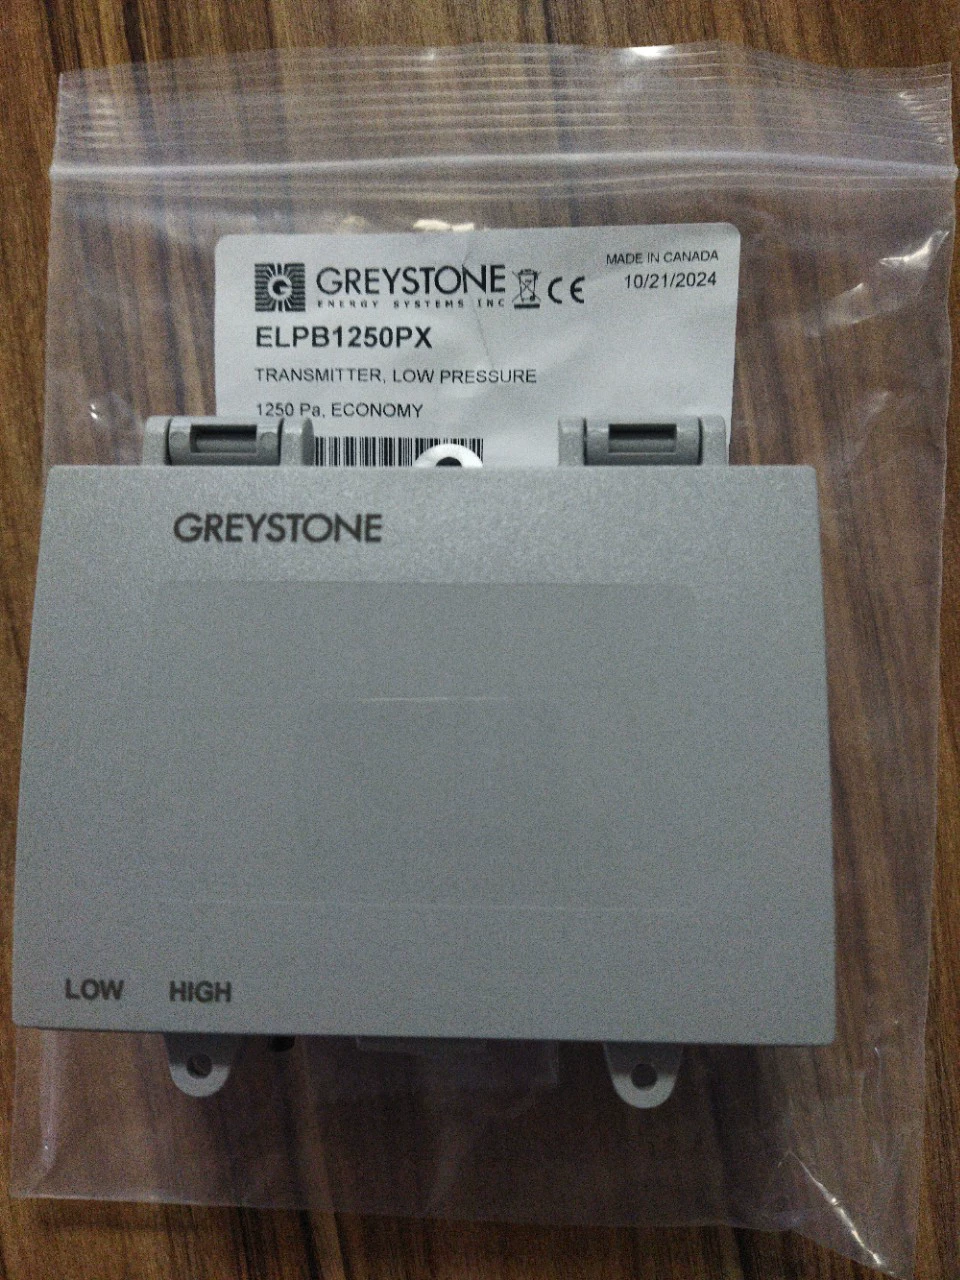 GREYSTONE
ENERGY SYSTEMS INC
MADE IN CANADA
10/21/2024
ELPB1250PX
TRANSMITTER, LOW PRESSURE
1250 Pa, ECONOMY
GREYSTONE
LOW HIGH